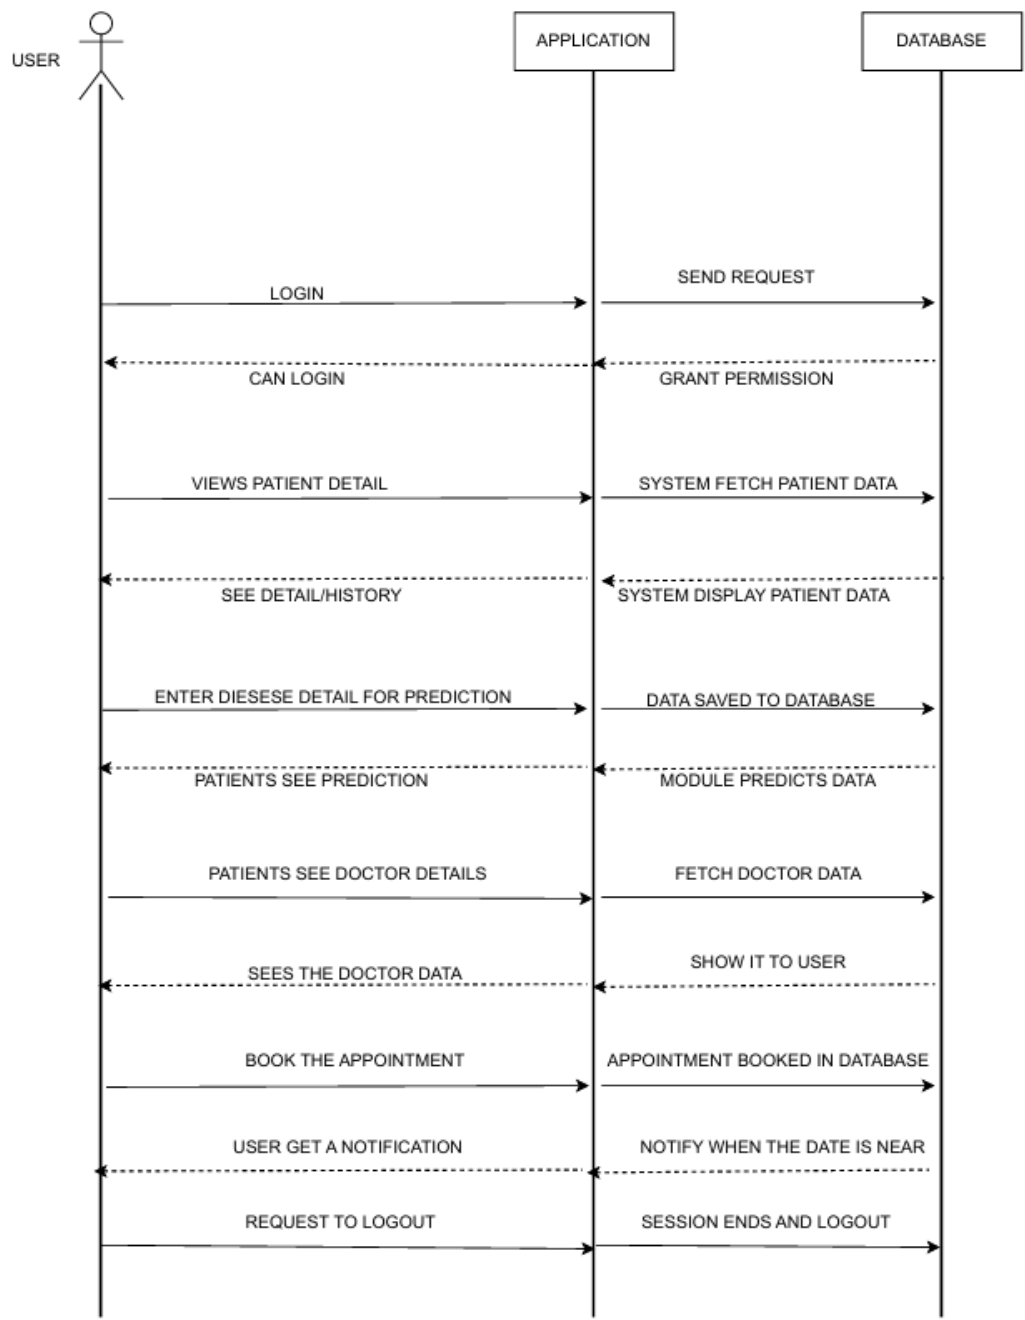 USER
APPLICATION
DATABASE
LOGIN
SEND REQUEST
CAN LOGIN
GRANT PERMISSION
VIEWS PATIENT DETAIL
SYSTEM FETCH PATIENT DATA
SEE DETAIL/HISTORY
SYSTEM DISPLAY PATIENT DATA
ENTER DIESESE DETAIL FOR PREDICTION
DATA SAVED TO DATABASE
PATIENTS SEE PREDICTION
MODULE PREDICTS DATA
PATIENTS SEE DOCTOR DETAILS
FETCH DOCTOR DATA
SEES THE DOCTOR DATA
SHOW IT TO USER
BOOK THE APPOINTMENT
APPOINTMENT BOOKED IN DATABASE
USER GET A NOTIFICATION
NOTIFY WHEN THE DATE IS NEAR
REQUEST TO LOGOUT
SESSION ENDS AND LOGOUT